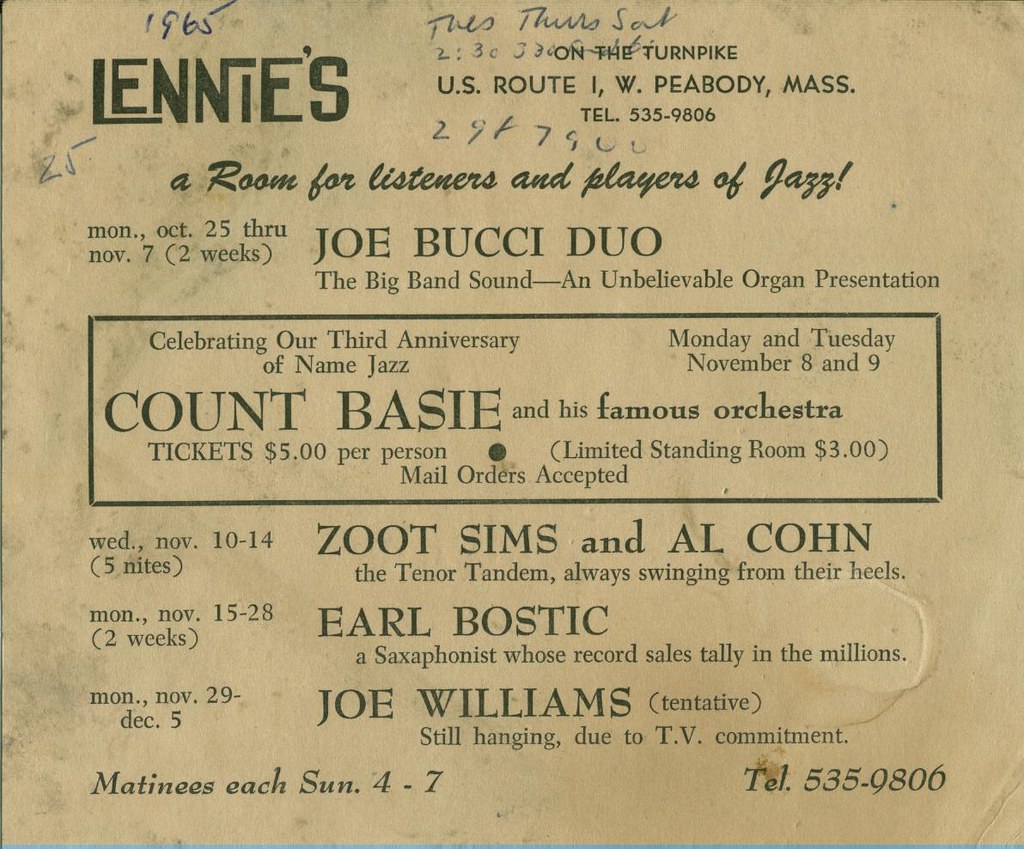 1965
Tues Thurs Sat
2:30 330
LENNIE'S
ON THE TURNPIKE
U.S. ROUTE 1, W. PEABODY, MASS.
TEL. 535-9806
25
a Room for listeners and players of Jazz!
mon., oct. 25 thru
nov. 7 (2 weeks)
JOE BUCCI DUO
The Big Band Sound—An Unbelievable Organ Presentation
Celebrating Our Third Anniversary
of Name Jazz
Monday and Tuesday
November 8 and 9
COUNT BASIE and his famous orchestra
TICKETS $5.00 per person ● (Limited Standing Room $3.00)
Mail Orders Accepted
wed., nov. 10-14
(5 nites)
ZOOT SIMS and AL COHN
the Tenor Tandem, always swinging from their heels.
mon., nov. 15-28
(2 weeks)
EARL BOSTIC
a Saxaphonist whose record sales tally in the millions.
mon., nov. 29-
dec. 5
JOE WILLIAMS (tentative)
Still hanging, due to T.V. commitment.
Matinees each Sun. 4 - 7
Tel. 535-9806